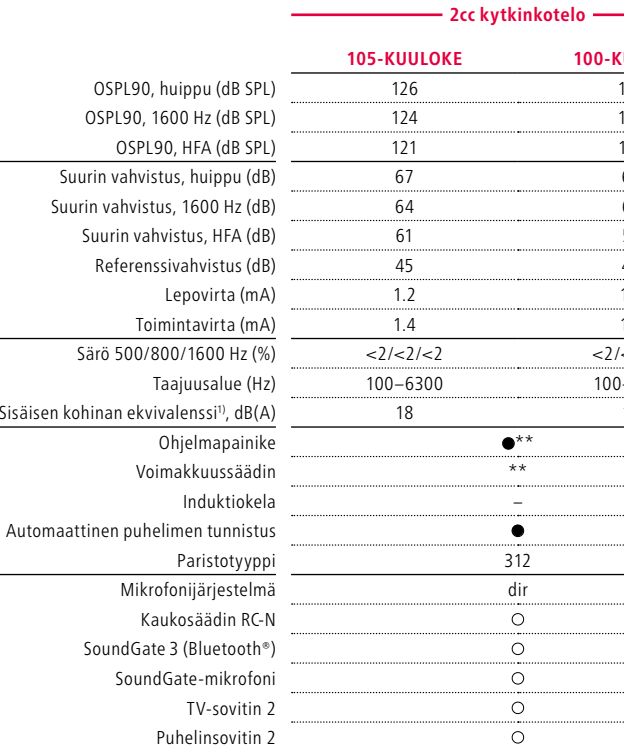 2cc kytkinkotelo
105-KUULOKE
OSPL90, huippu (dB SPL) 126
OSPL90, 1600 Hz (dB SPL) 124
OSPL90, HFA (dB SPL) 121
Suurin vahvistus, huippu (dB) 67
Suurin vahvistus, 1600 Hz (dB) 64
Suurin vahvistus, HFA (dB) 61
Referenssivahvistus (dB) 45
Lepovirta (mA) 1.2
Toimintavirta (mA) 1.4
Särö 500/800/1600 Hz (%) <2/<2/<2
Taajuusalue (Hz) 100–6300
Sisäisen kohinan ekvivalenssi¹⁾, dB(A) 18
Ohjelmapainike ●**
Voimakkuussäädin **
Induktiokela –
Automaattinen puhelimen tunnistus ●
Paristotyyppi 312
Mikrofonijärjestelmä dir
Kaukosäädin RC-N ○
SoundGate 3 (Bluetooth®) ○
SoundGate-mikrofoni ○
TV-sovitin 2 ○
Puhelinsovitin 2 ○